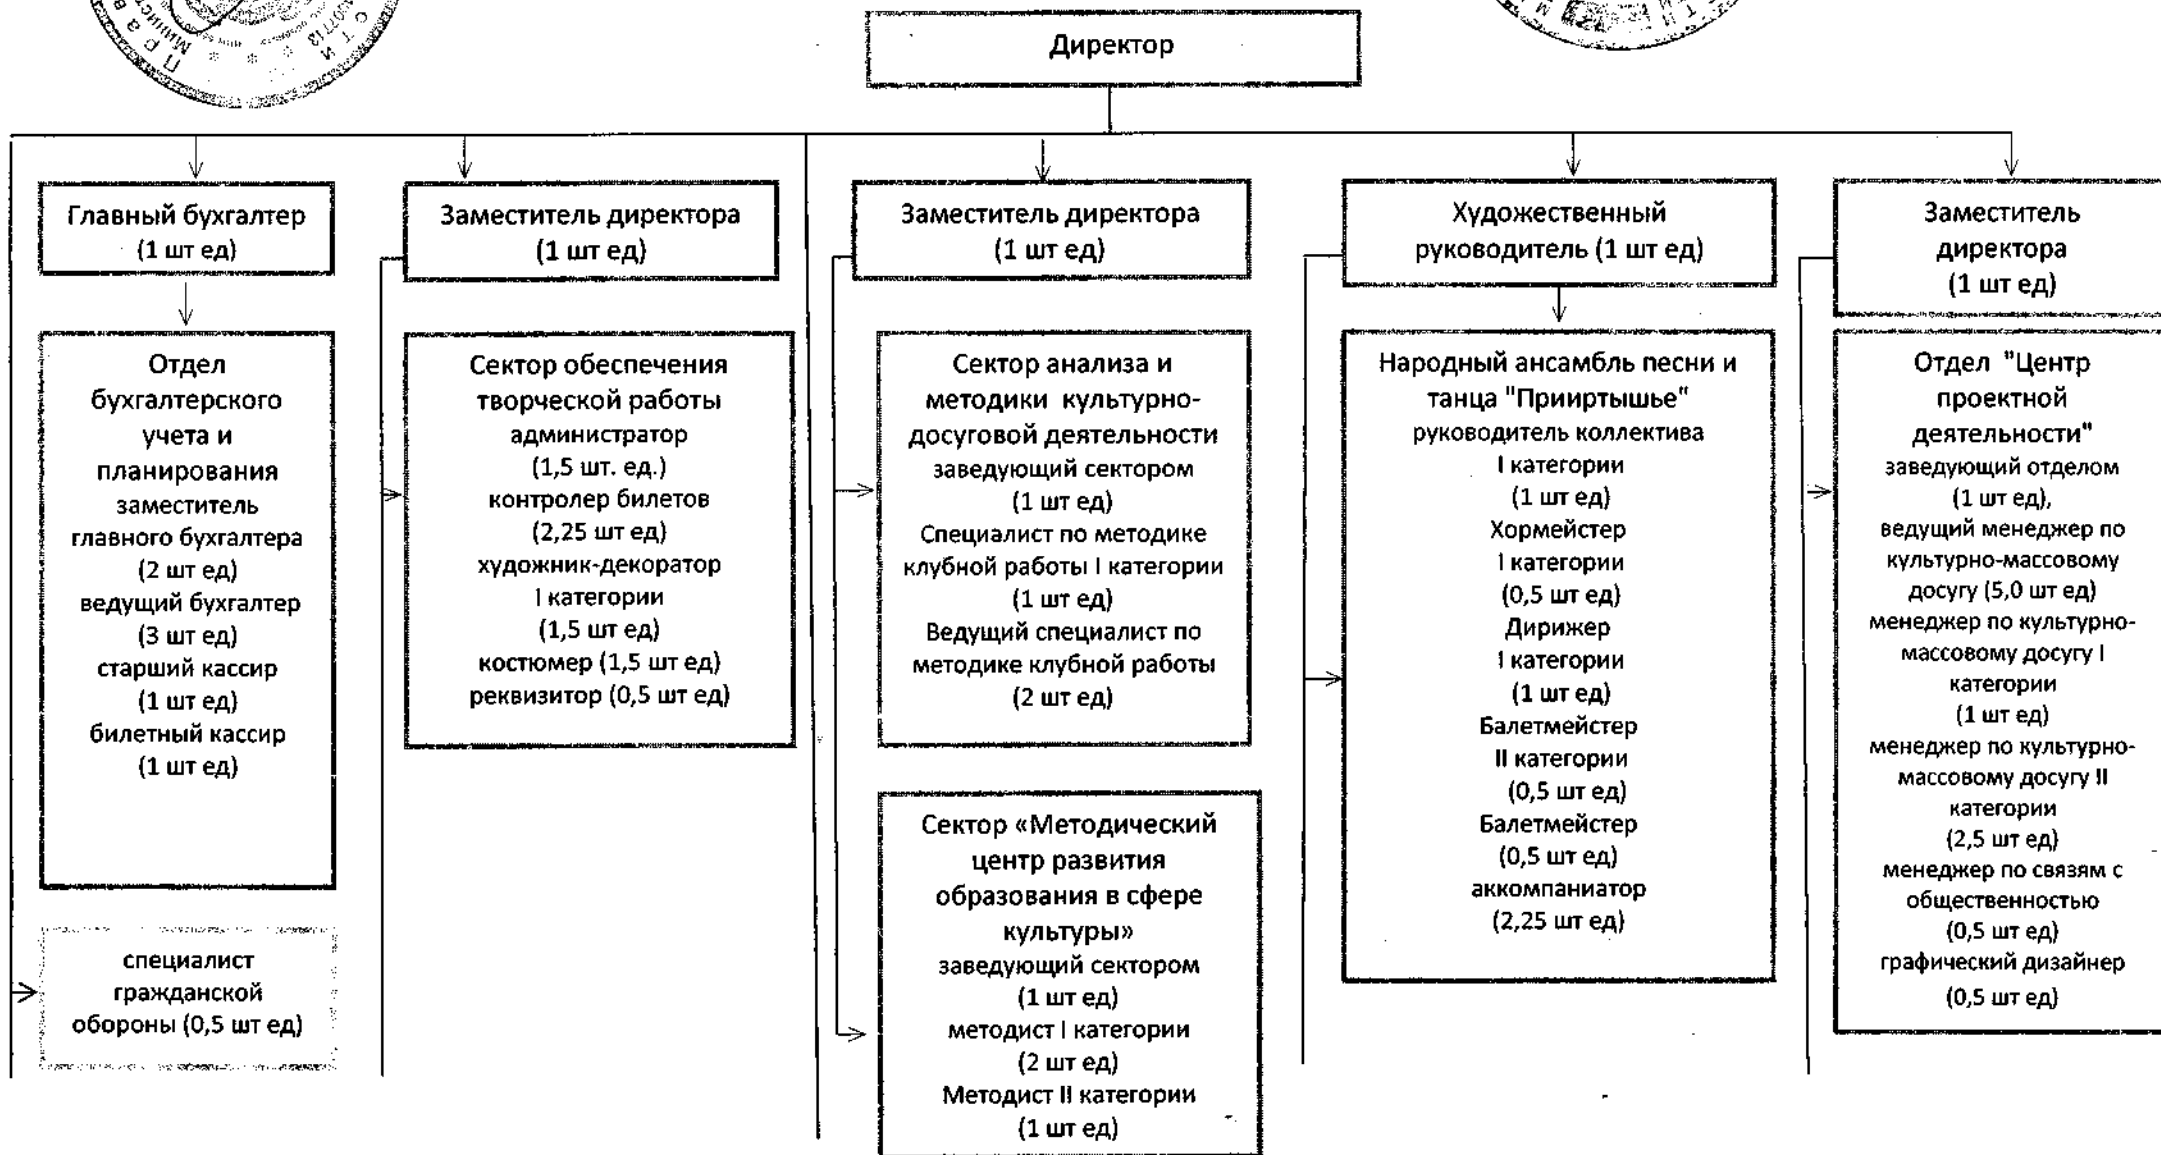 Директор
Главный бухгалтер
(1 шт ед)
Заместитель директора
(1 шт ед)
Заместитель директора
(1 шт ед)
Художественный
руководитель (1 шт ед)
Заместитель
директора
(1 шт ед)
Отдел
бухгалтерского
учета и
планирования
заместитель
главного бухгалтера
(2 шт ед)
ведущий бухгалтер
(3 шт ед)
старший кассир
(1 шт ед)
билетный кассир
(1 шт ед)
специалист
гражданской
обороны (0,5 шт ед)
Сектор обеспечения
творческой работы
администратор
(1,5 шт. ед.)
контролер билетов
(2,25 шт ед)
художник-декоратор
I категории
(1,5 шт ед)
костюмер (1,5 шт ед)
реквизитор (0,5 шт ед)
Сектор анализа и
методики культурно-
досуговой деятельности
заведующий сектором
(1 шт ед)
Специалист по методике
клубной работы I категории
(1 шт ед)
Ведущий специалист по
методике клубной работы
(2 шт ед)
Сектор «Методический
центр развития
образования в сфере
культуры»
заведующий сектором
(1 шт ед)
методист I категории
(2 шт ед)
Методист II категории
(1 шт ед)
Народный ансамбль песни и
танца "Прииртышье"
руководитель коллектива
I категории
(1 шт ед)
Хормейстер
I категории
(0,5 шт ед)
Дирижер
I категории
(1 шт ед)
Балетмейстер
II категории
(0,5 шт ед)
Балетмейстер
(0,5 шт ед)
аккомпаниатор
(2,25 шт ед)
Отдел "Центр
проектной
деятельности"
заведующий отделом
(1 шт ед),
ведущий менеджер по
культурно-массовому
досугу (5,0 шт ед)
менеджер по культурно-
массовому досугу I
категории
(1 шт ед)
менеджер по культурно-
массовому досугу II
категории
(2,5 шт ед)
менеджер по связям с
общественностью
(0,5 шт ед)
графический дизайнер
(0,5 шт ед)